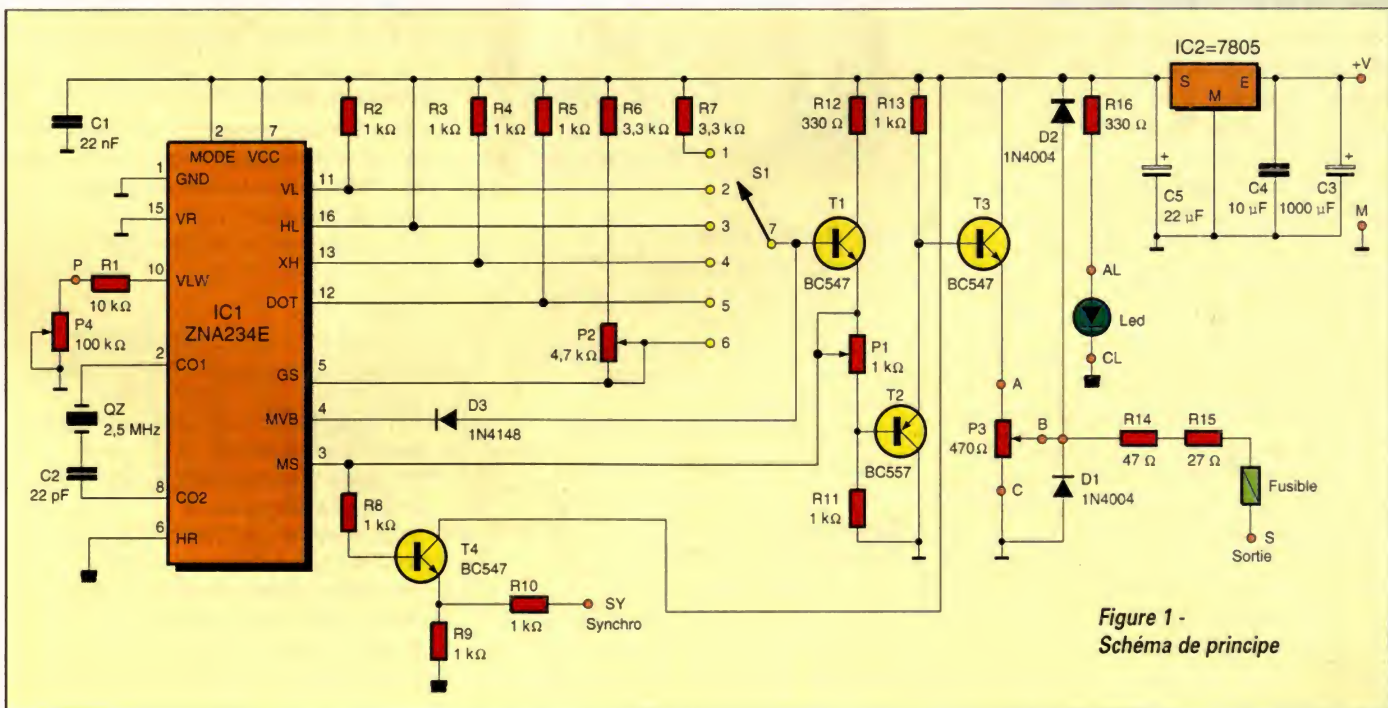 IC2=7805
+V
S
E
M
R2
1 kΩ
R3
1 kΩ
R4
1 kΩ
R5
1 kΩ
R6
3,3 kΩ
R7
3,3 kΩ
R12
330 Ω
R13
1 kΩ
D2
1N4004
R16
330 Ω
C5
22 µF
C4
10 µF
C3
1000 µF
M
C1
22 nF
2
7
MODE
VCC
1
GND
15
VR
10
VLW
P
R1
10 kΩ
P4
100 kΩ
2
CO1
QZ
2,5 MHz
C2
22 pF
8
CO2
6
HR
IC1
ZNA234E
VL
11
HL
16
XH
13
DOT
12
GS
5
MVB
4
MS
3
P2
4,7 kΩ
D3
1N4148
1
2
3
4
5
6
S1
7
T1
BC547
P1
1 kΩ
T2
BC557
R11
1 kΩ
T3
BC547
A
P3
470Ω
B
C
D1
1N4004
R14
47 Ω
R15
27 Ω
Fusible
S
Sortie
AL
Led
CL
R8
1 kΩ
T4
BC547
R10
1 kΩ
SY
Synchro
R9
1 kΩ
Figure 1 -
Schéma de principe